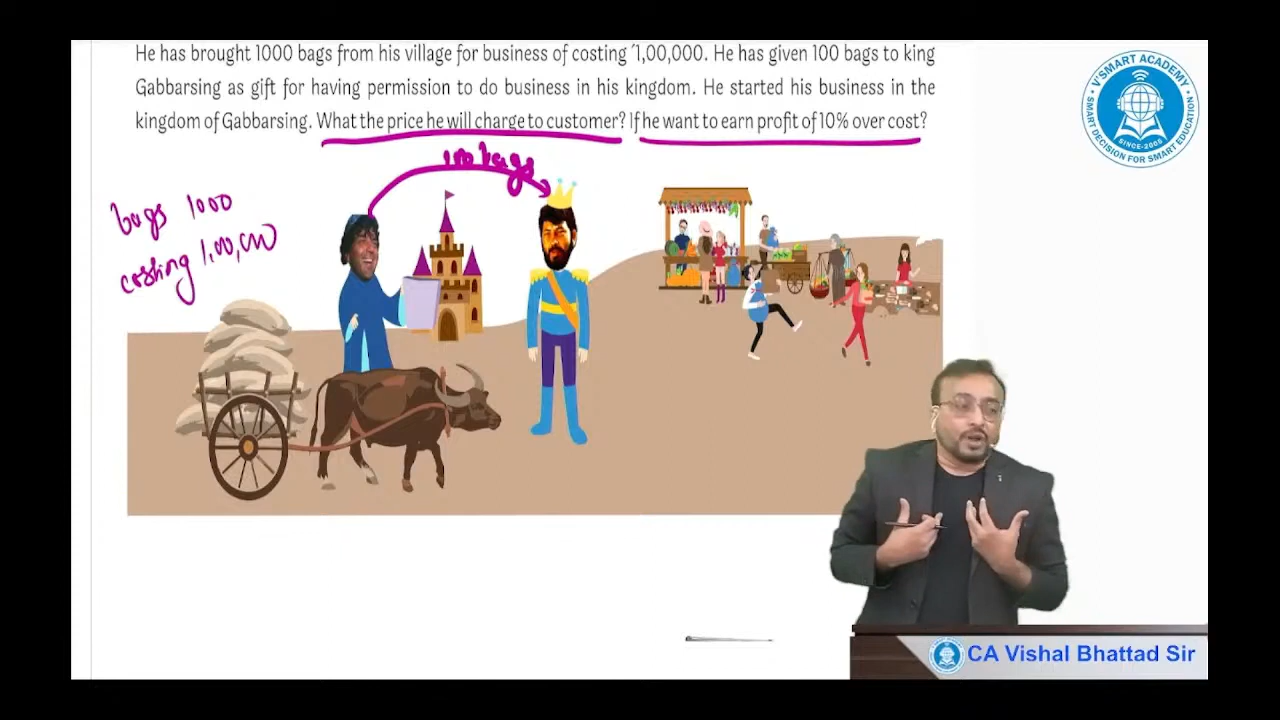 He has brought 1000 bags from his village for business of costing `1,00,000. He has given 100 bags to king
Gabbarsing as gift for having permission to do business in his kingdom. He started his business in the
kingdom of Gabbarsing. What the price he will charge to customer? If he want to earn profit of 10% over cost?
100 bags
bags 1000
costing 1,00,000
V'SMART ACADEMY
SINCE-2005
SMART DECISION FOR SMART EDUCATION
CA Vishal Bhattad Sir